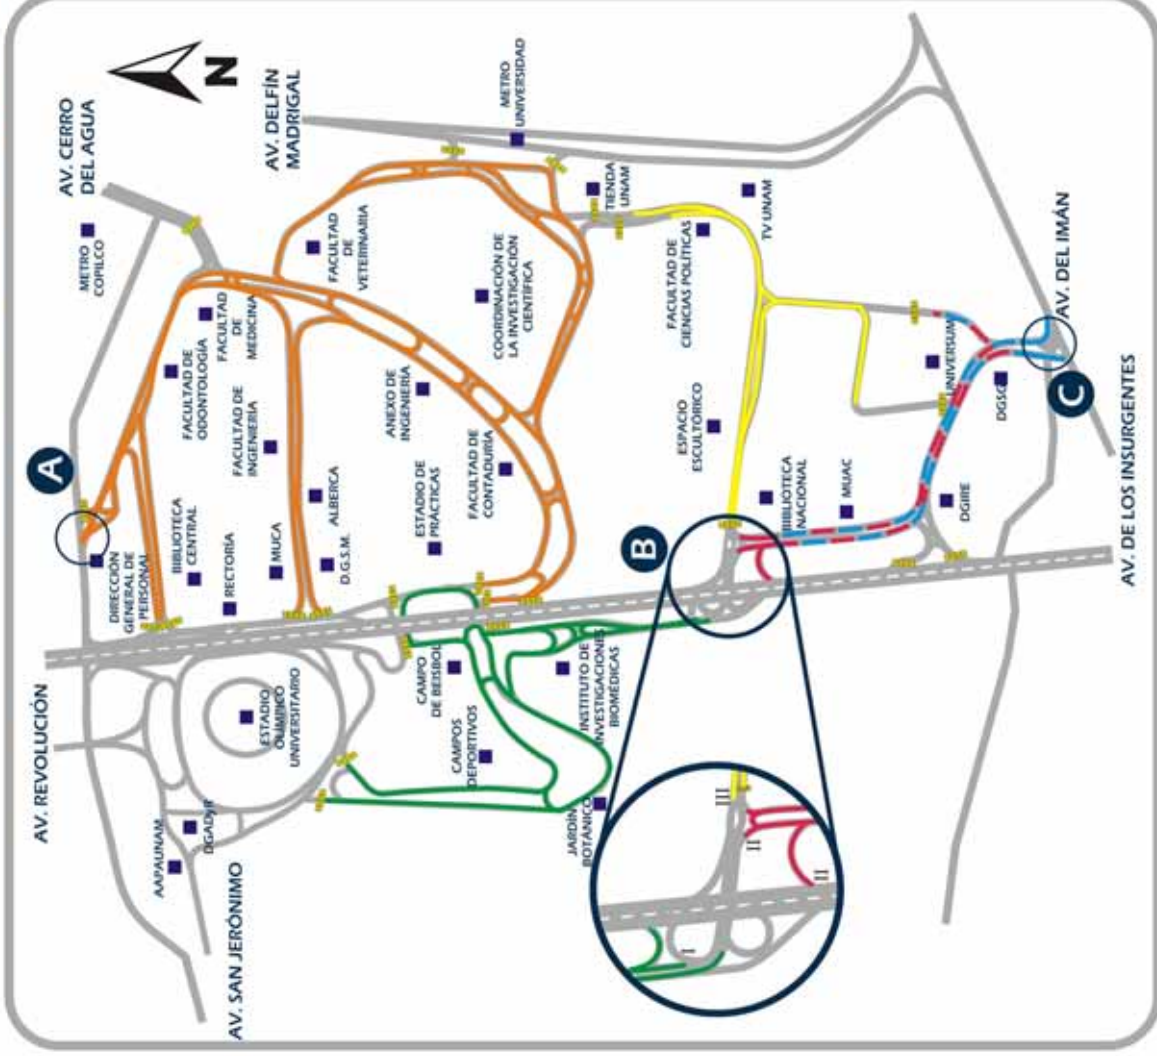 N
AV. CERRO
DEL AGUA
METRO
COPILCO
AV. DELFÍN
MADRIGAL
METRO
UNIVERSIDAD
A
DIRECCIÓN
GENERAL DE
PERSONAL
BIBLIOTECA
CENTRAL
RECTORÍA
MUCA
D.G.S.M.
ALBERCA
FACULTAD DE
ODONTOLOGÍA
FACULTAD
DE
MEDICINA
FACULTAD DE
INGENIERÍA
FACULTAD
DE
VETERINARIA
COORDINACIÓN DE
LA INVESTIGACIÓN
CIENTÍFICA
ANEXO DE
INGENIERÍA
ESTADIO DE
PRÁCTICAS
FACULTAD DE
CONTADURÍA
TIENDA
UNAM
FACULTAD DE
CIENCIAS POLÍTICAS
TV UNAM
ESPACIO
ESCULTÓRICO
B
BIBLIOTECA
NACIONAL
MUAC
DGIRE
UNIVERSUM
C
AV. DEL IMÁN
AV. DE LOS INSURGENTES
AV. REVOLUCIÓN
ESTADIO
OLÍMPICO
UNIVERSITARIO
AAPAUNAM
AV. SAN JERÓNIMO
CAMPO
DE BEISBOL
CAMPOS
DEPORTIVOS
INSTITUTO DE
INVESTIGACIONES
BIOMÉDICAS
JARDÍN
BOTÁNICO
I
II
II
III